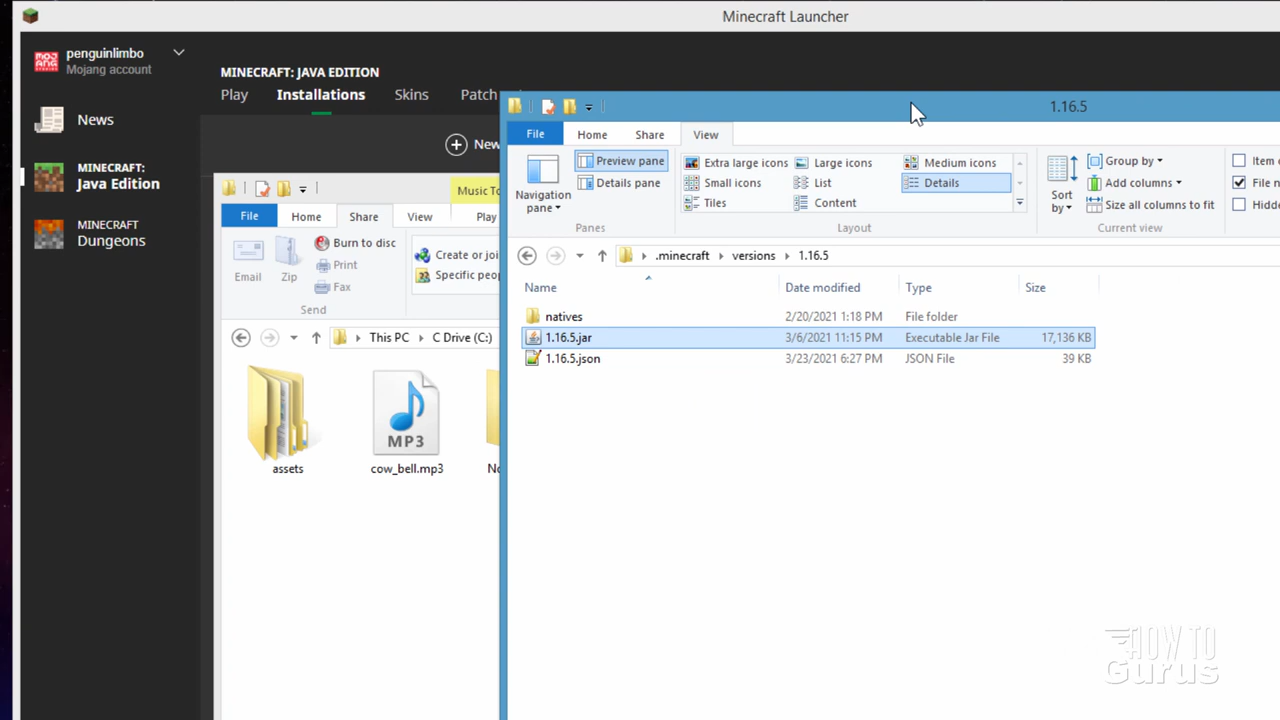 Minecraft Launcher
penguinlimbo
Mojang account
MINECRAFT: JAVA EDITION
Play Installations Skins Patch
News
MINECRAFT:
Java Edition
MINECRAFT
Dungeons
New
Music To
File Home Share View Play
Email
Zip
Burn to disc
Print
Fax
Send
Create or joi
Specific peop
This PC C Drive (C:)
assets
MP3
cow_bell.mp3
1.16.5
File Home Share View
Navigation
pane
Preview pane
Details pane
Panes
Extra large icons Large icons Medium icons
Small icons List Details
Tiles Content
Layout
Sort
by
Group by
Add columns
Size all columns to fit
Current view
Item
File n
Hidde
.minecraft versions 1.16.5
Name Date modified Type Size
natives 2/20/2021 1:18 PM File folder
1.16.5.jar 3/6/2021 11:15 PM Executable Jar File 17,136 KB
1.16.5.json 3/23/2021 6:27 PM JSON File 39 KB
HOW TO
Gurus